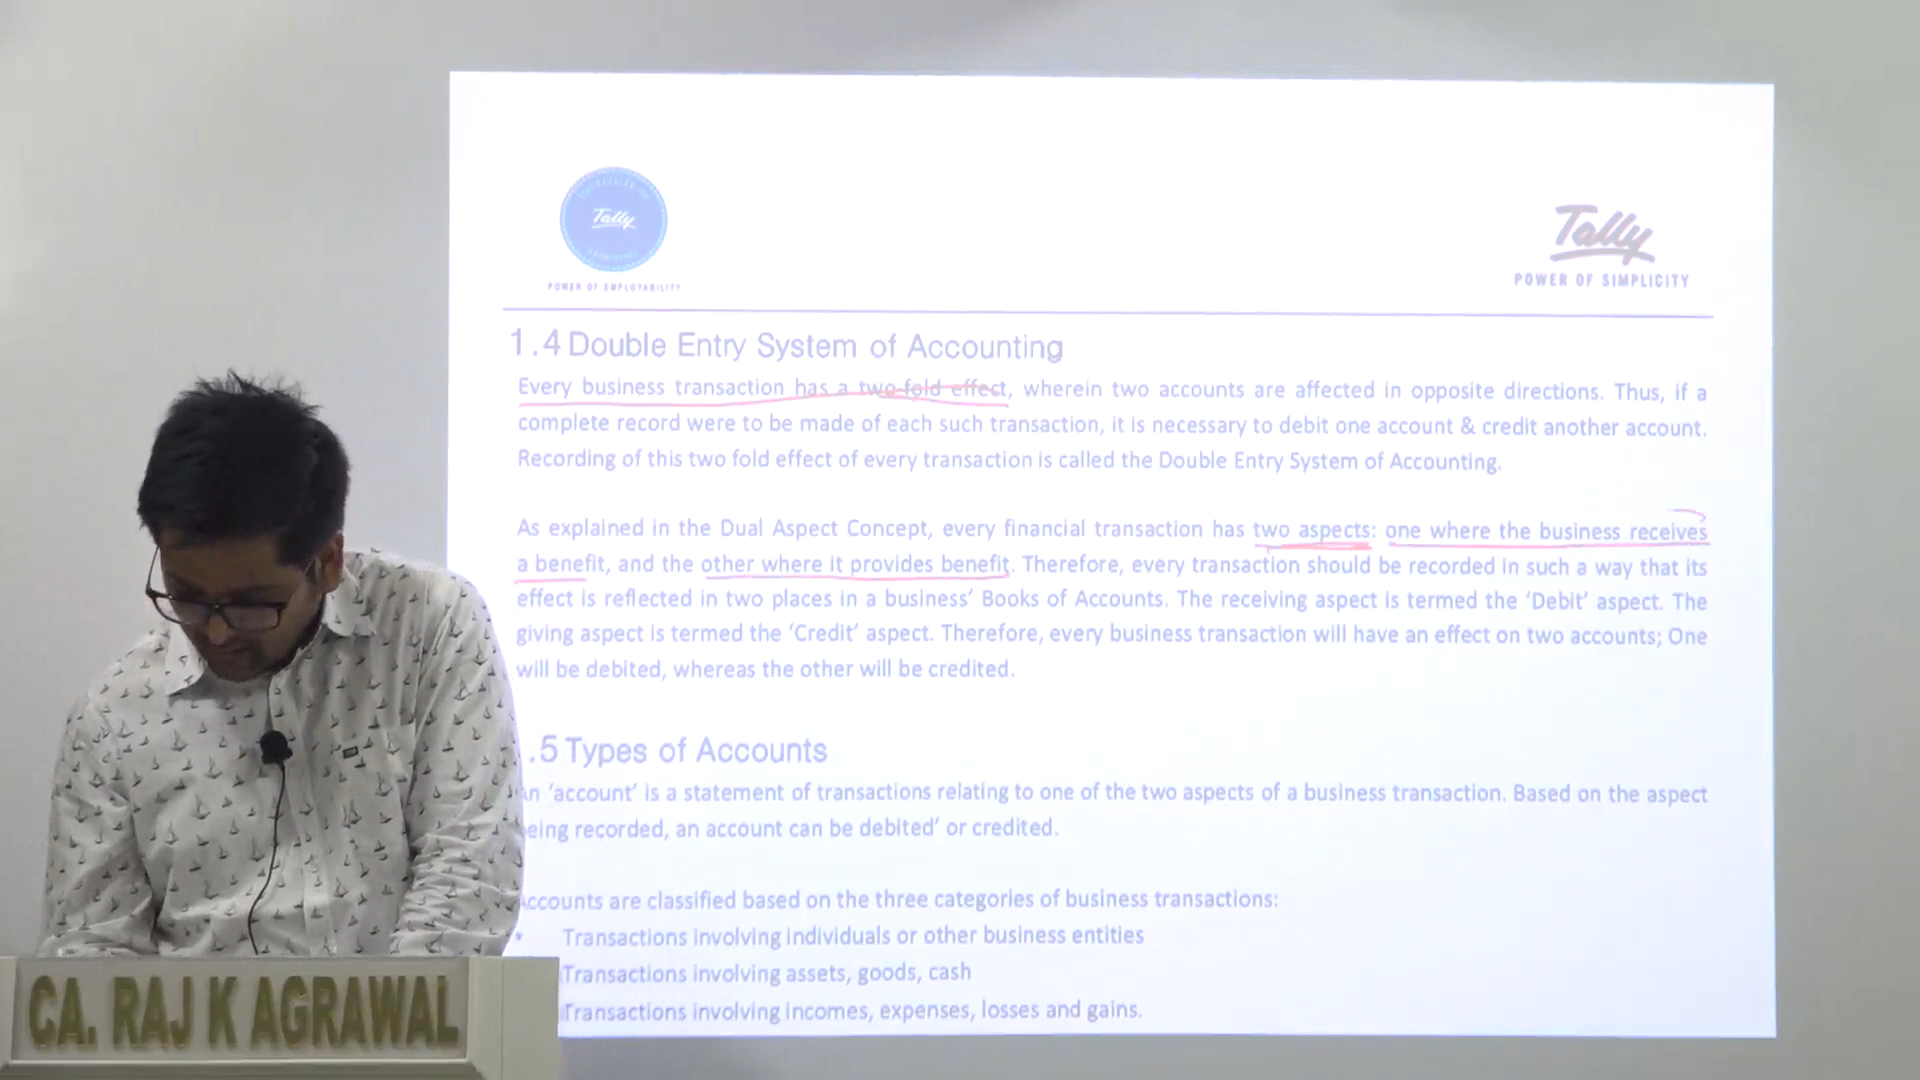 Tally
POWER OF EMPLOYABILITY
Tally
POWER OF SIMPLICITY
1.4 Double Entry System of Accounting
Every business transaction has a two fold effect, wherein two accounts are affected in opposite directions. Thus, if a
complete record were to be made of each such transaction, it is necessary to debit one account & credit another account.
Recording of this two fold effect of every transaction is called the Double Entry System of Accounting.
As explained in the Dual Aspect Concept, every financial transaction has two aspects: one where the business receives
a benefit, and the other where it provides benefit. Therefore, every transaction should be recorded in such a way that its
effect is reflected in two places in a business’ Books of Accounts. The receiving aspect is termed the ‘Debit’ aspect. The
giving aspect is termed the ‘Credit’ aspect. Therefore, every business transaction will have an effect on two accounts; One
will be debited, whereas the other will be credited.
.5 Types of Accounts
n ‘account’ is a statement of transactions relating to one of the two aspects of a business transaction. Based on the aspect
eing recorded, an account can be debited’ or credited.
ccounts are classified based on the three categories of business transactions:
• Transactions involving individuals or other business entities
Transactions involving assets, goods, cash
Transactions involving incomes, expenses, losses and gains.
CA. RAJ K AGRAWAL